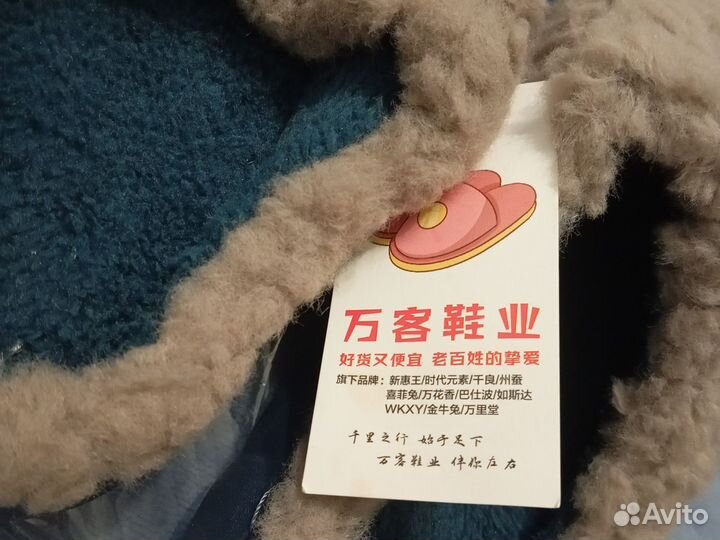 万客鞋业
好货又便宜 老百姓的挚爱
旗下品牌：新惠王/时代元素/千良/州蚕
喜菲兔/万花香/巴仕波/如斯达
WKXY/金牛兔/万里堂
千里之行 始于足下
万客鞋业 伴你左右
Avito